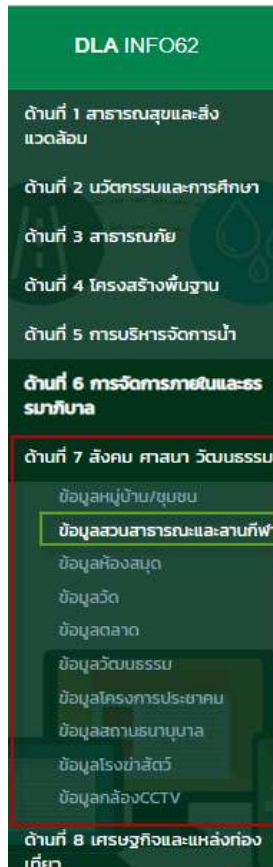 DLA INFO62
ด้านที่ 1 สาธารณสุขและสิ่ง
แวดล้อม
ด้านที่ 2 นวัตกรรมและการศึกษา
ด้านที่ 3 สาธารณภัย
ด้านที่ 4 โครงสร้างพื้นฐาน
ด้านที่ 5 การบริหารจัดการน้ำ
ด้านที่ 6 การจัดการภายในและธร
รมาภิบาล
ด้านที่ 7 สังคม ศาสนา วัฒนธรรม
ข้อมูลหมู่บ้าน/ชุมชน
ข้อมูลสวนสาธารณะและลานกีฬา
ข้อมูลห้องสมุด
ข้อมูลวัด
ข้อมูลตลาด
ข้อมูลวัฒนธรรม
ข้อมูลโครงการประชาคม
ข้อมูลสถานธนานุบาล
ข้อมูลโรงฆ่าสัตว์
ข้อมูลกล้องCCTV
ด้านที่ 8 เศรษฐกิจและแหล่งท่อง
เที่ยว